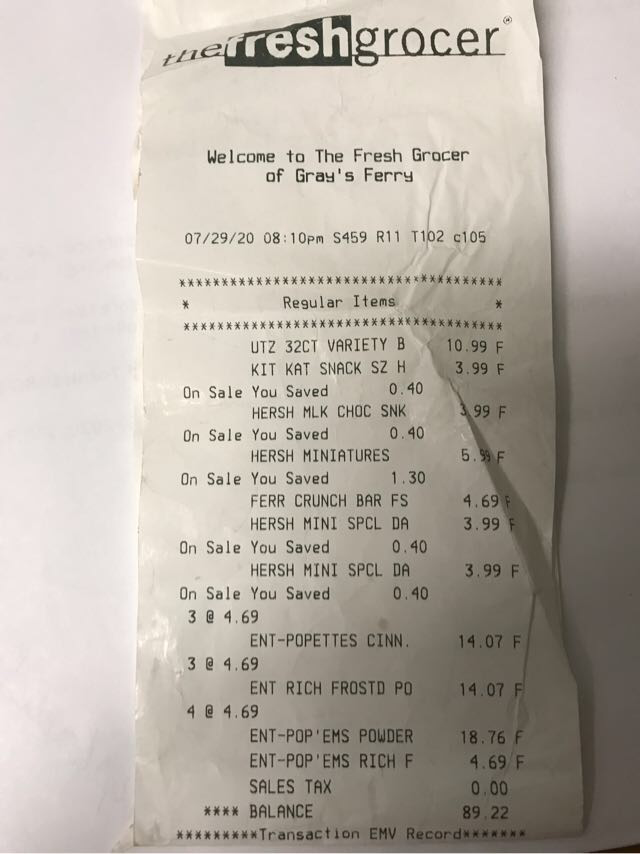 thefreshgrocer®
Welcome to The Fresh Grocer
of Gray's Ferry
07/29/20 08:10pm S459 R11 T102 c105
***********************************
* Regular Items *
***********************************
UTZ 32CT VARIETY B 10.99 F
KIT KAT SNACK SZ H 3.99 F
On Sale You Saved 0.40
HERSH MLK CHOC SNK 3.99 F
On Sale You Saved 0.40
HERSH MINIATURES 5.99 F
On Sale You Saved 1.30
FERR CRUNCH BAR FS 4.69 F
HERSH MINI SPCL DA 3.99 F
On Sale You Saved 0.40
HERSH MINI SPCL DA 3.99 F
On Sale You Saved 0.40
3 @ 4.69
ENT-POPETTES CINN. 14.07 F
3 @ 4.69
ENT RICH FROSTD PO 14.07 F
4 @ 4.69
ENT-POP'EMS POWDER 18.76 F
ENT-POP'EMS RICH F 4.69 F
SALES TAX 0.00
**** BALANCE 89.22
*********Transaction EMV Record*******